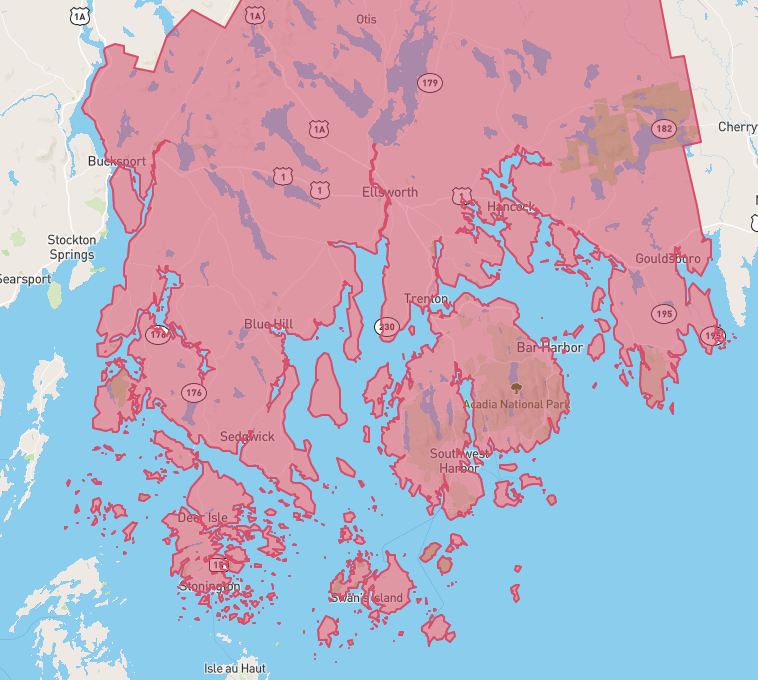 1A
1A
Otis
179
1A
182
Cherry
Bucksport
1
1
Ellsworth
1
Hancock
Stockton
Springs
Gouldsboro
Searsport
Trenton
195
Blue Hill
230
176
Bar Harbor
176
Acadia National Park
Sedgwick
Southwest
Harbor
Deer Isle
Stonington
Swan's Island
Isle au Haut